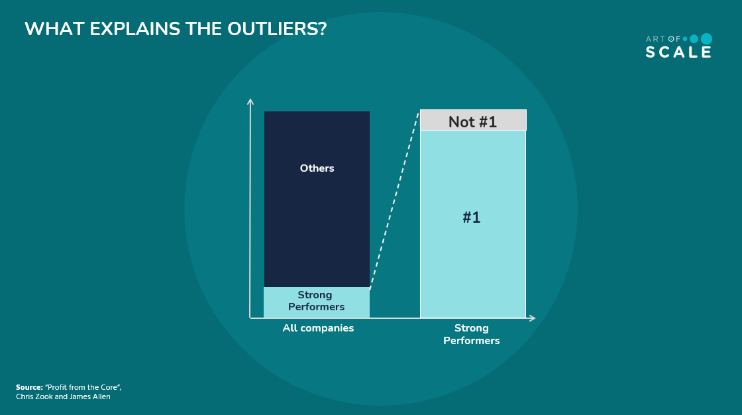 WHAT EXPLAINS THE OUTLIERS?
ART OF
SCALE
Not #1
Others
#1
Strong
Performers
All companies
Strong
Performers
Source: "Profit from the Core",
Chris Zook and James Allen